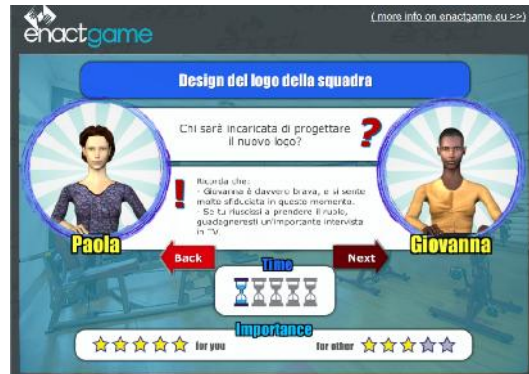 enactgame
( more info on enactgame.eu >>)
Design del logo della squadra
Chi sarà incaricata di progettare
il nuovo logo?
?
!
Ricorda che:
- Giovanna è davvero brava, e si sente
molto sfiduciata in questo momento.
- Se tu riuscissi a prendere il ruolo,
guadagneresti un'importante intervista
in TV.
Paola
Giovanna
Back
Next
Time
Importance
for you
for other